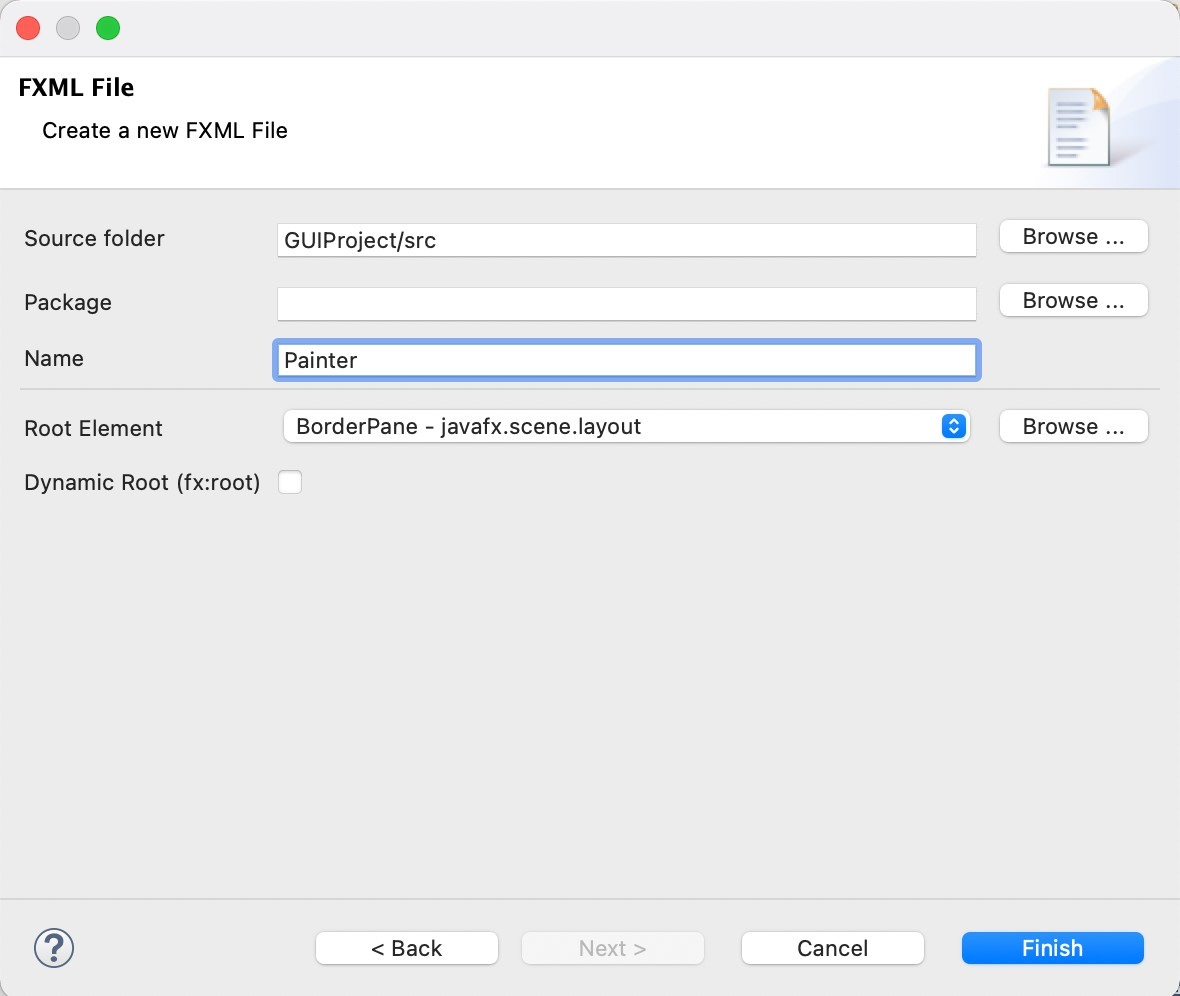 FXML File
Create a new FXML File
Source folder GUIProject/src Browse ...
Package Browse ...
Name Painter
Root Element BorderPane - javafx.scene.layout Browse ...
Dynamic Root (fx:root)
? < Back Next > Cancel Finish